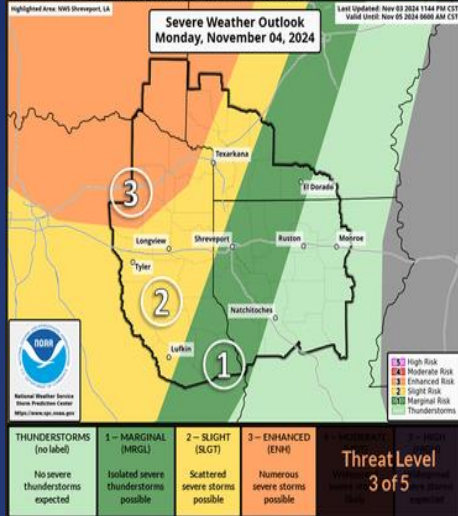 Highlighted Area: NWS Shreveport, LA
Severe Weather Outlook
Monday, November 04, 2024
Last Updated: Nov 03 2024 1144 PM CST
Valid Until: Nov 05 2024 0600 AM CST
Texarkana
3
El Dorado
Longview
Shreveport
Ruston
Monroe
Tyler
2
Natchitoches
Lufkin
1
NOAA
National Weather Service
Storm Prediction Center
https://www.spc.noaa.gov
5 High Risk
4 Moderate Risk
3 Enhanced Risk
2 Slight Risk
1 Marginal Risk
Thunderstorms
THUNDERSTORMS
(no label)
No severe
thunderstorms
expected
1 – MARGINAL
(MRGL)
Isolated severe
thunderstorms
possible
2 – SLIGHT
(SLGT)
Scattered
severe storms
possible
3 – ENHANCED
(ENH)
Numerous
severe storms
possible
Threat Level
3 of 5